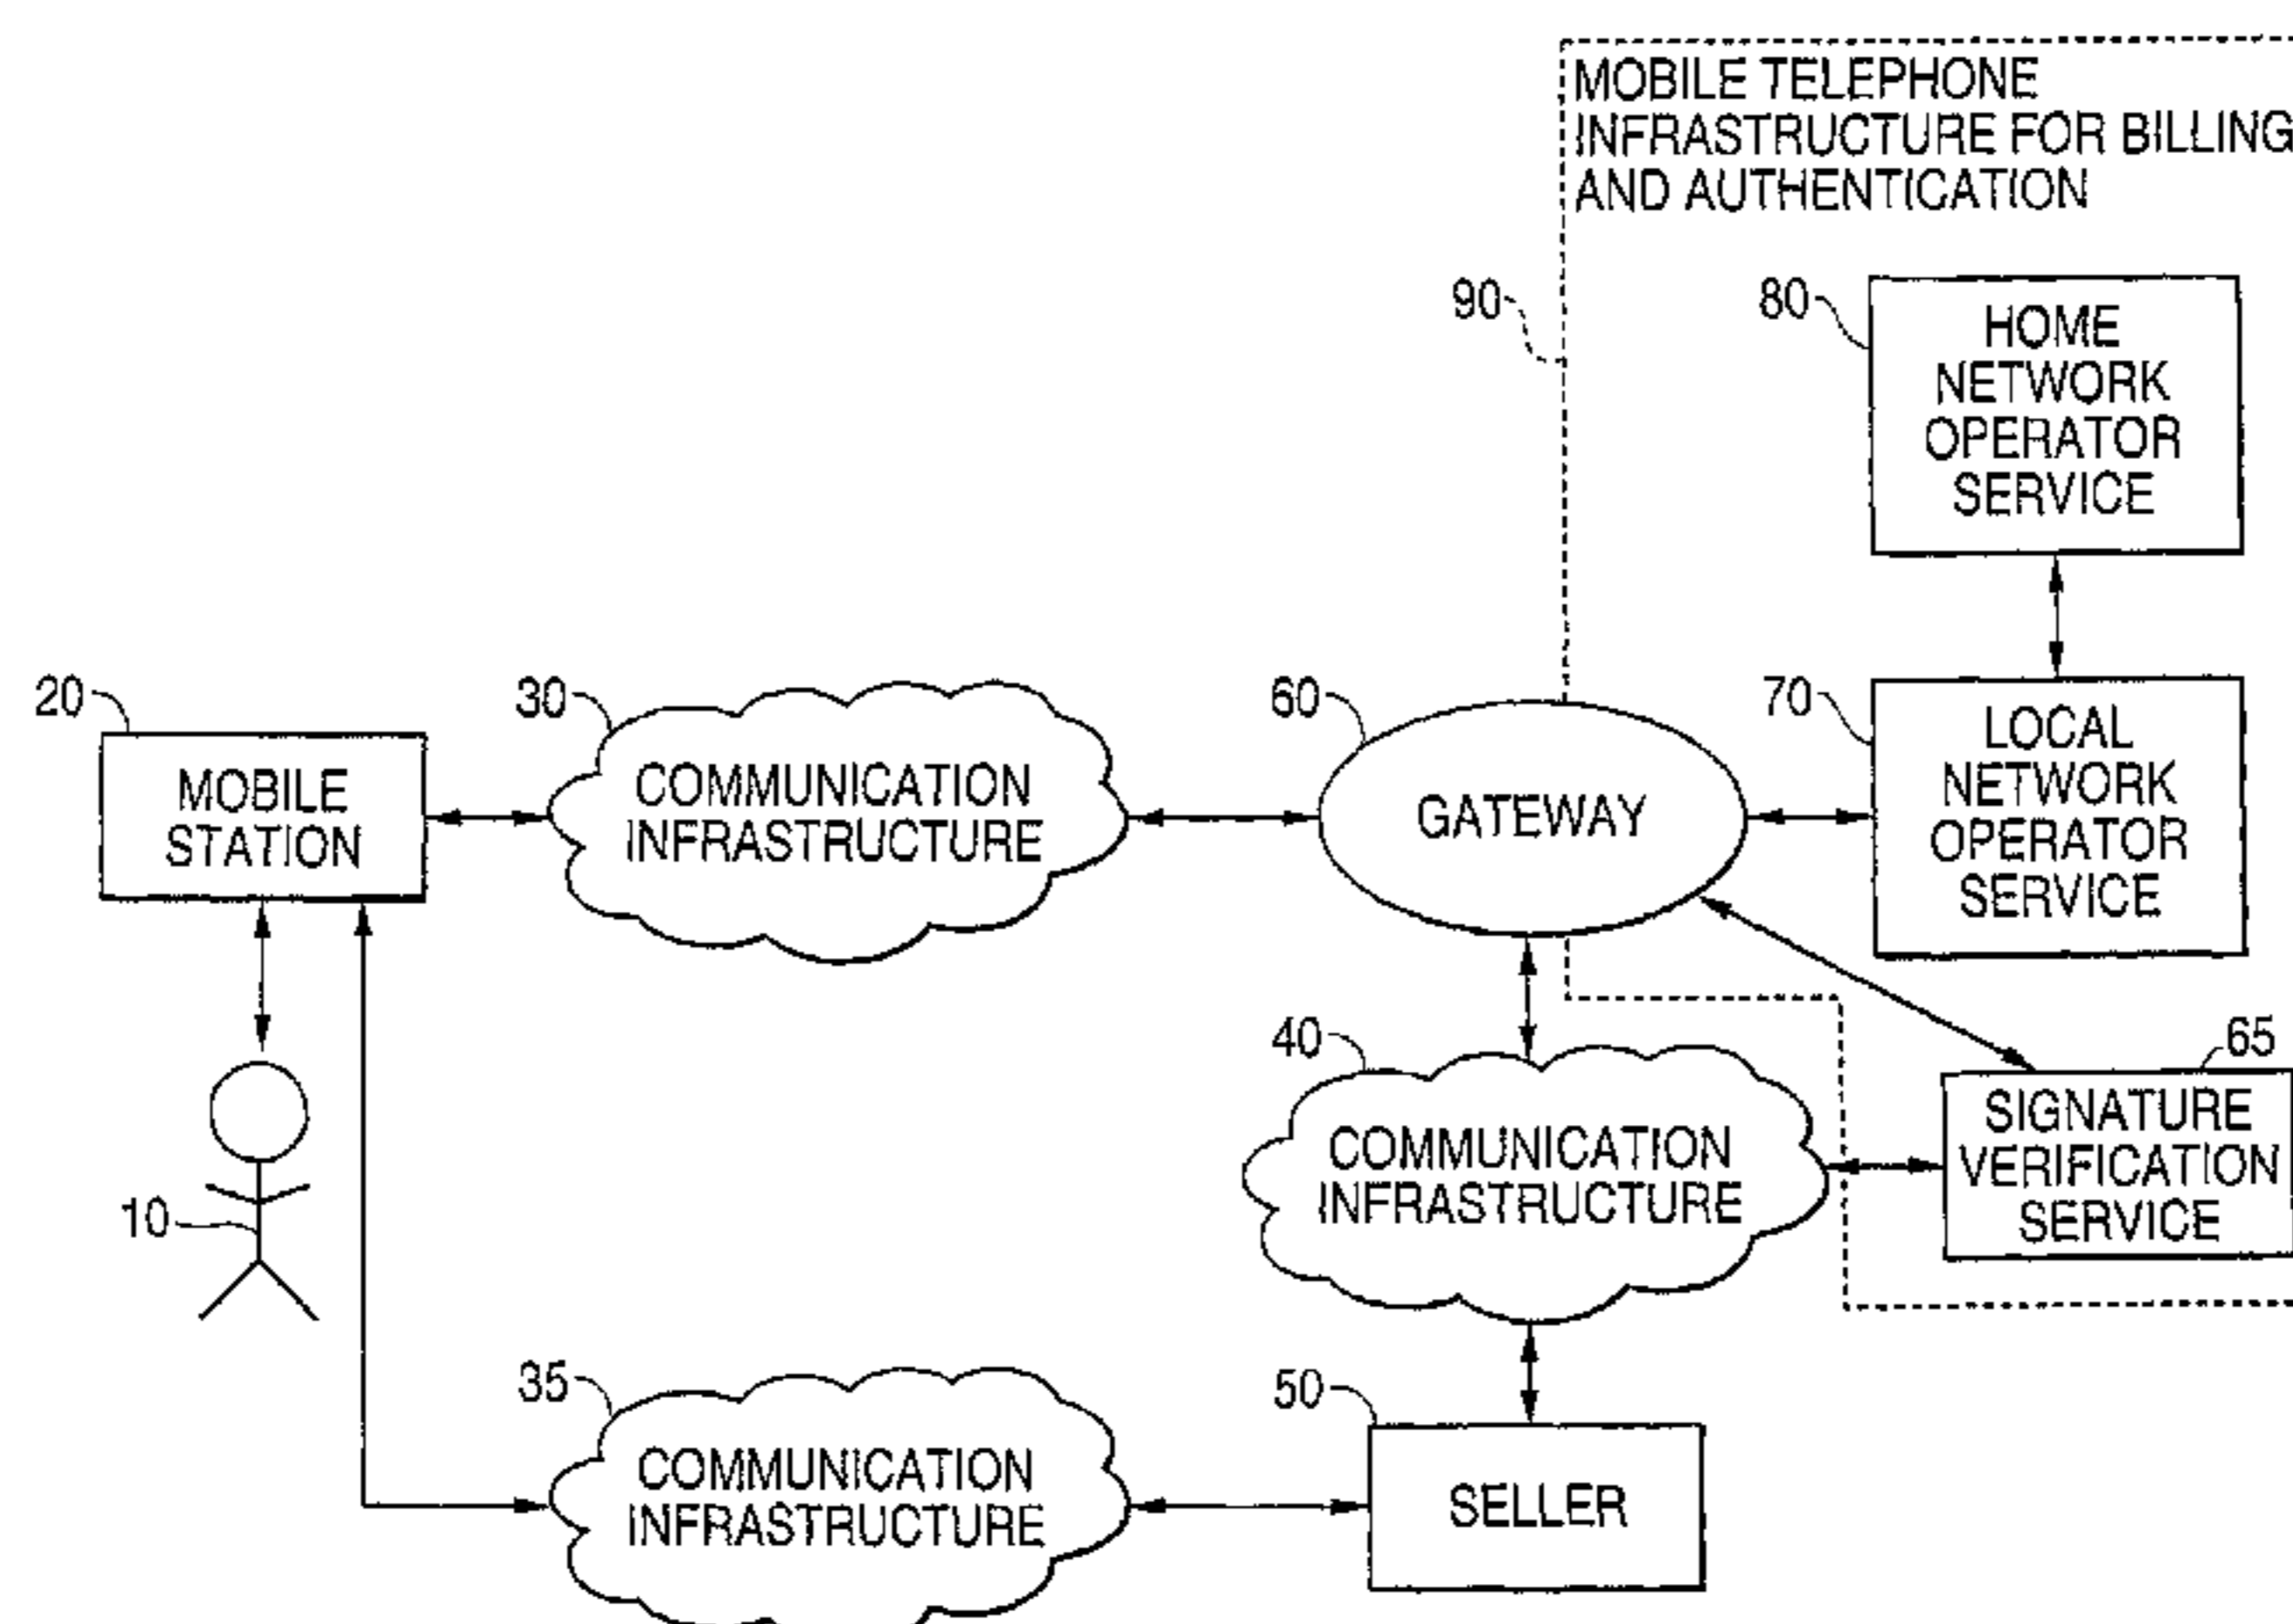 MOBILE TELEPHONE
INFRASTRUCTURE FOR BILLING
AND AUTHENTICATION
90
80
HOME
NETWORK
OPERATOR
SERVICE
20
30
60
70
MOBILE
STATION
COMMUNICATION
INFRASTRUCTURE
GATEWAY
LOCAL
NETWORK
OPERATOR
SERVICE
40
65
COMMUNICATION
INFRASTRUCTURE
SIGNATURE
VERIFICATION
SERVICE
10
35
50
COMMUNICATION
INFRASTRUCTURE
SELLER